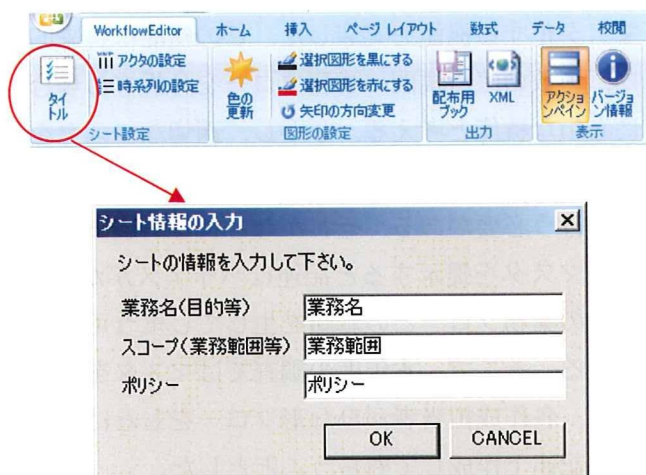 WorkflowEditor ホーム 挿入 ページ レイアウト 数式 データ 校閲
タイトル
アクタの設定
時系列の設定
シート設定
色の更新
選択図形を黒にする
選択図形を赤にする
矢印の方向変更
図形の設定
配布用ブック
XML
出力
アクションペイン
バージョン情報
表示
シート情報の入力
シートの情報を入力して下さい。
業務名(目的等) 業務名
スコープ(業務範囲等) 業務範囲
ポリシー ポリシー
OK CANCEL